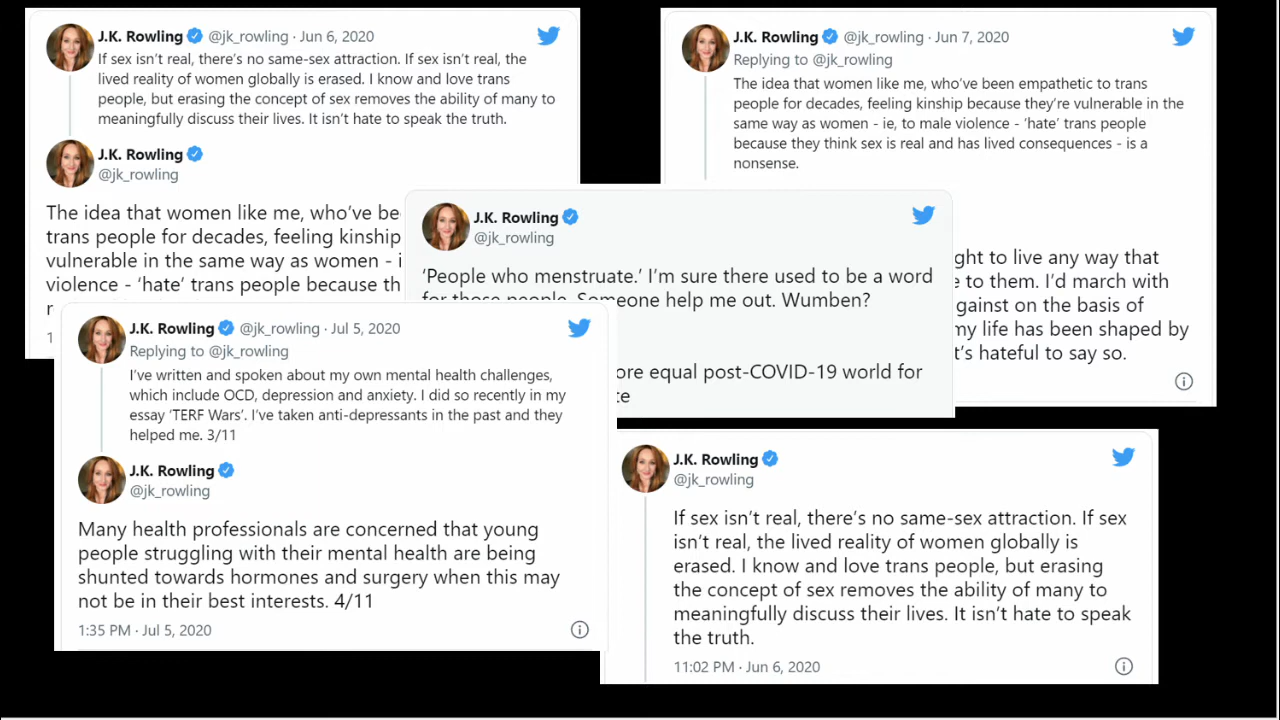 J.K. Rowling @jk_rowling · Jun 6, 2020
If sex isn't real, there's no same-sex attraction. If sex isn't real, the
lived reality of women globally is erased. I know and love trans
people, but erasing the concept of sex removes the ability of many to
meaningfully discuss their lives. It isn't hate to speak the truth.
J.K. Rowling
@jk_rowling
The idea that women like me, who've be
trans people for decades, feeling kinship
vulnerable in the same way as women - i
violence - 'hate' trans people because th
r
1
J.K. Rowling @jk_rowling · Jun 7, 2020
Replying to @jk_rowling
The idea that women like me, who've been empathetic to trans
people for decades, feeling kinship because they're vulnerable in the
same way as women - ie, to male violence - 'hate' trans people
because they think sex is real and has lived consequences - is a
nonsense.
ght to live any way that
e to them. I'd march with
gainst on the basis of
my life has been shaped by
t's hateful to say so.
J.K. Rowling
@jk_rowling
'People who menstruate.' I'm sure there used to be a word
for those people. Someone help me out. Wumben?
ore equal post-COVID-19 world for
te
J.K. Rowling @jk_rowling · Jul 5, 2020
Replying to @jk_rowling
I've written and spoken about my own mental health challenges,
which include OCD, depression and anxiety. I did so recently in my
essay 'TERF Wars'. I've taken anti-depressants in the past and they
helped me. 3/11
J.K. Rowling
@jk_rowling
Many health professionals are concerned that young
people struggling with their mental health are being
shunted towards hormones and surgery when this may
not be in their best interests. 4/11
1:35 PM · Jul 5, 2020
J.K. Rowling
@jk_rowling
If sex isn't real, there's no same-sex attraction. If sex
isn't real, the lived reality of women globally is
erased. I know and love trans people, but erasing
the concept of sex removes the ability of many to
meaningfully discuss their lives. It isn't hate to speak
the truth.
11:02 PM · Jun 6, 2020